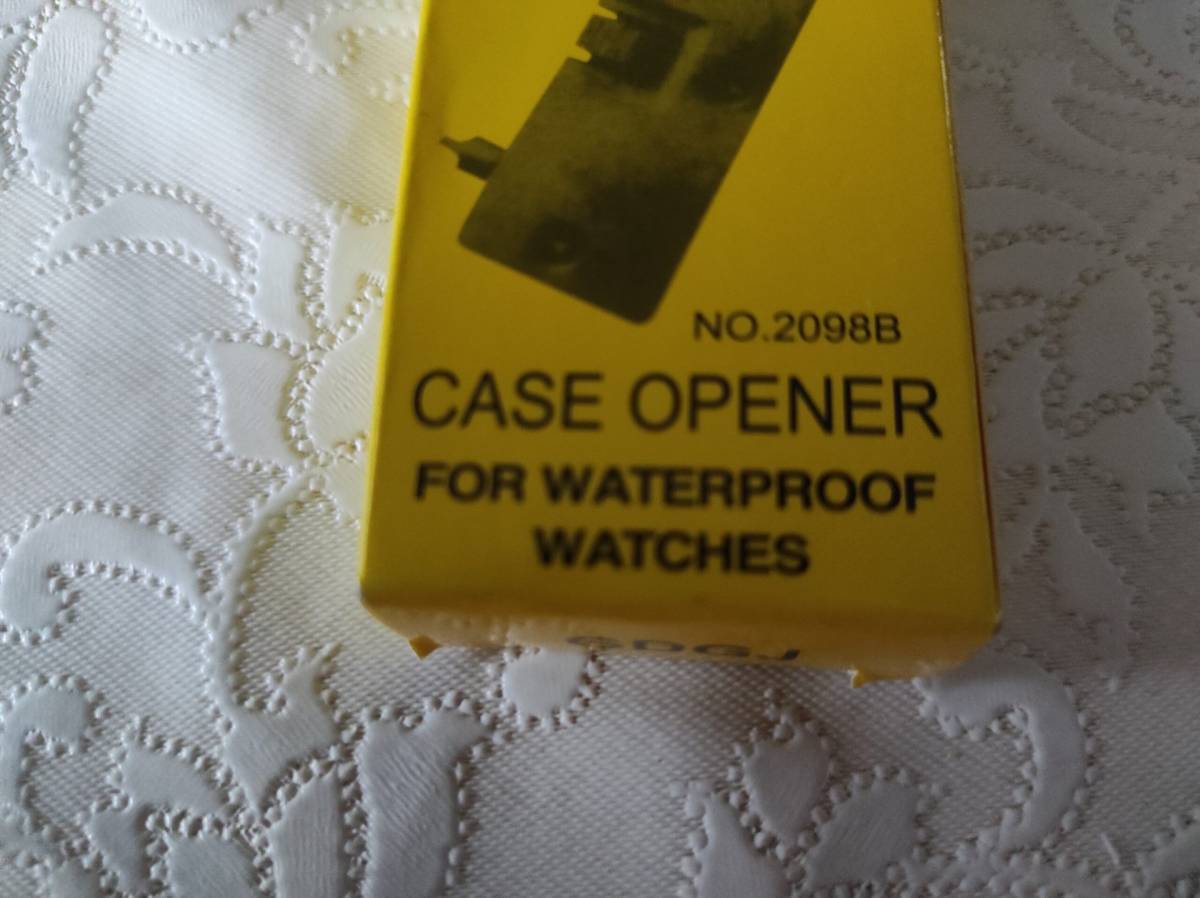 NO.2098B
CASE OPENER
FOR WATERPROOF
WATCHES